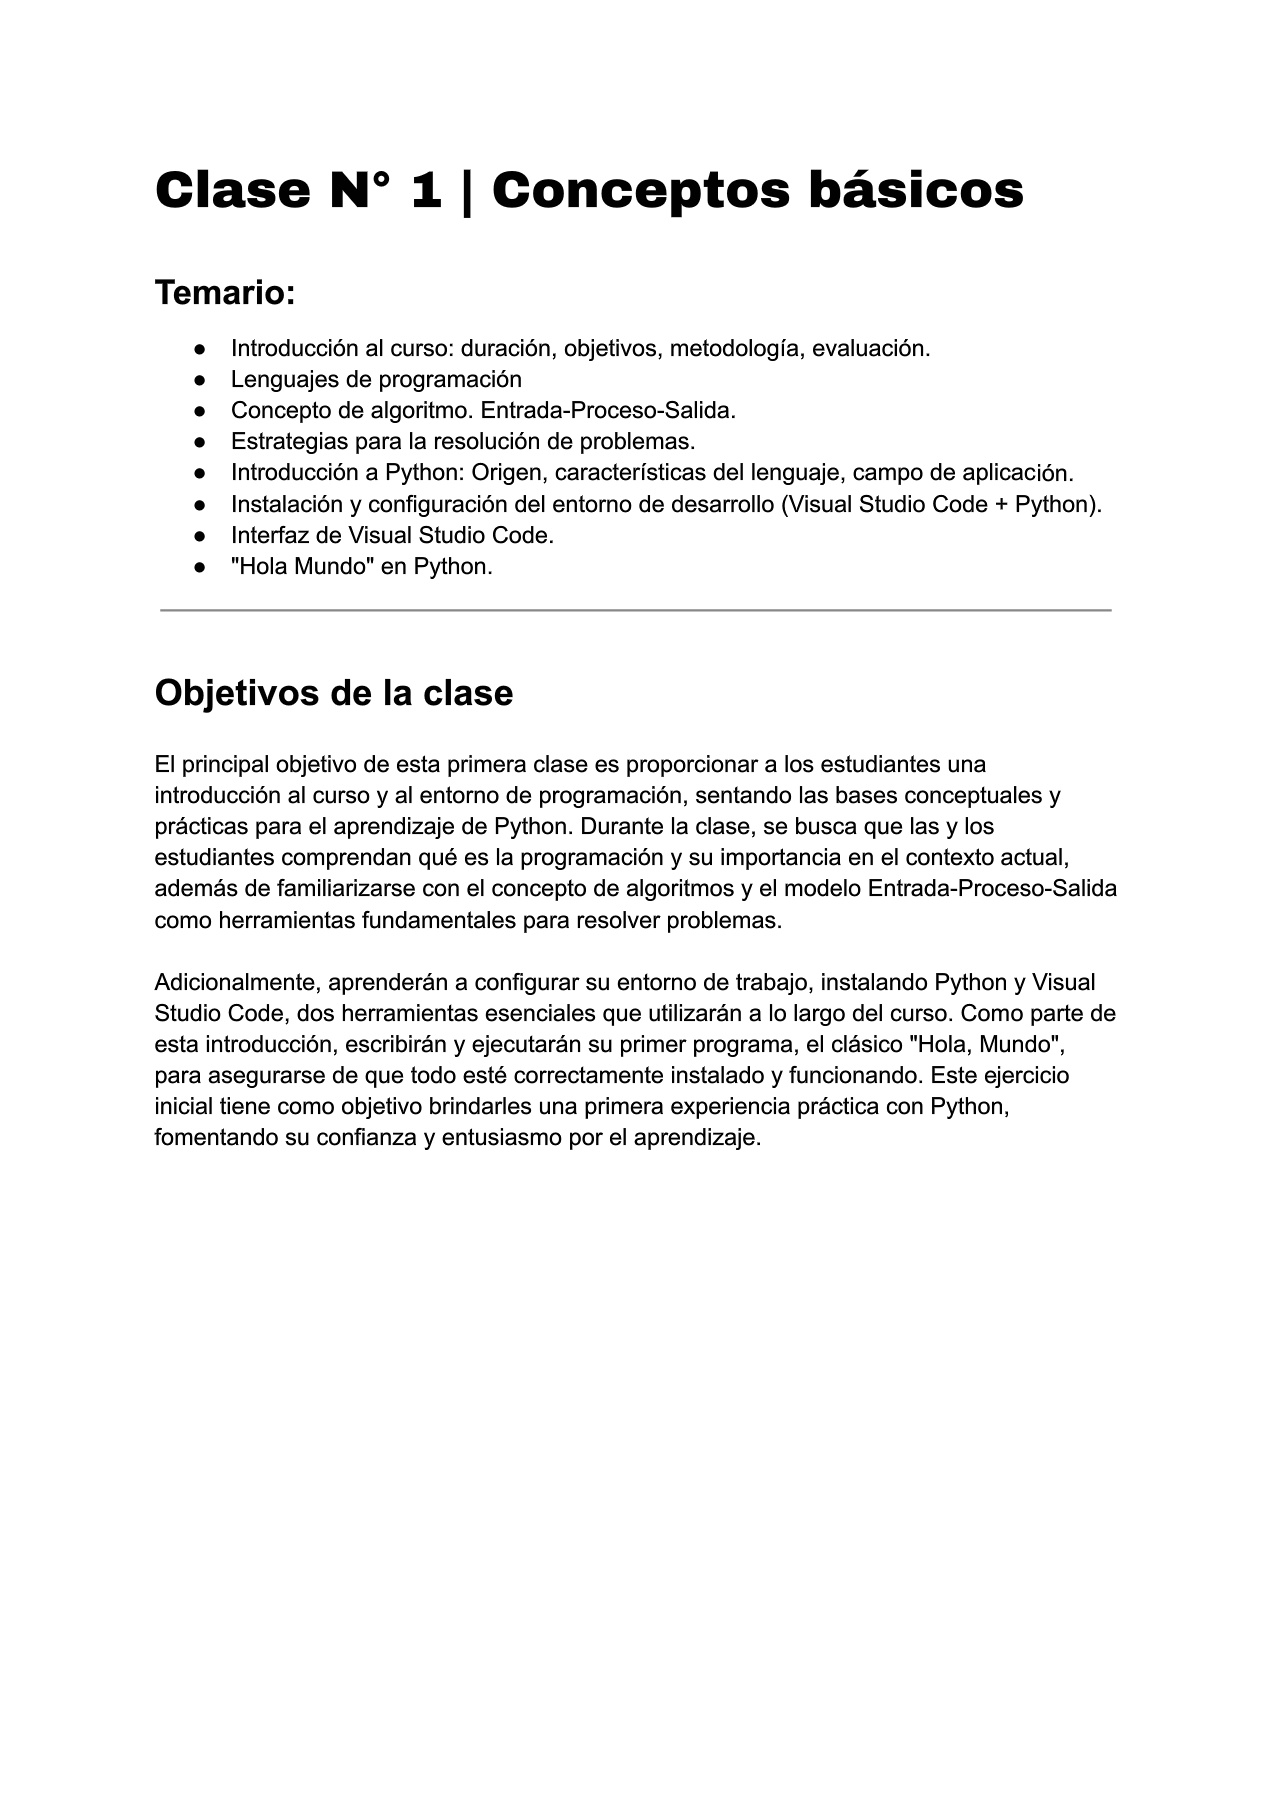 Clase N° 1 | Conceptos básicos
Temario:
● Introducción al curso: duración, objetivos, metodología, evaluación.
● Lenguajes de programación
● Concepto de algoritmo. Entrada-Proceso-Salida.
● Estrategias para la resolución de problemas.
● Introducción a Python: Origen, características del lenguaje, campo de aplicación.
● Instalación y configuración del entorno de desarrollo (Visual Studio Code + Python).
● Interfaz de Visual Studio Code.
● "Hola Mundo" en Python.
Objetivos de la clase
El principal objetivo de esta primera clase es proporcionar a los estudiantes una
introducción al curso y al entorno de programación, sentando las bases conceptuales y
prácticas para el aprendizaje de Python. Durante la clase, se busca que las y los
estudiantes comprendan qué es la programación y su importancia en el contexto actual,
además de familiarizarse con el concepto de algoritmos y el modelo Entrada-Proceso-Salida
como herramientas fundamentales para resolver problemas.
Adicionalmente, aprenderán a configurar su entorno de trabajo, instalando Python y Visual
Studio Code, dos herramientas esenciales que utilizarán a lo largo del curso. Como parte de
esta introducción, escribirán y ejecutarán su primer programa, el clásico "Hola, Mundo",
para asegurarse de que todo esté correctamente instalado y funcionando. Este ejercicio
inicial tiene como objetivo brindarles una primera experiencia práctica con Python,
fomentando su confianza y entusiasmo por el aprendizaje.